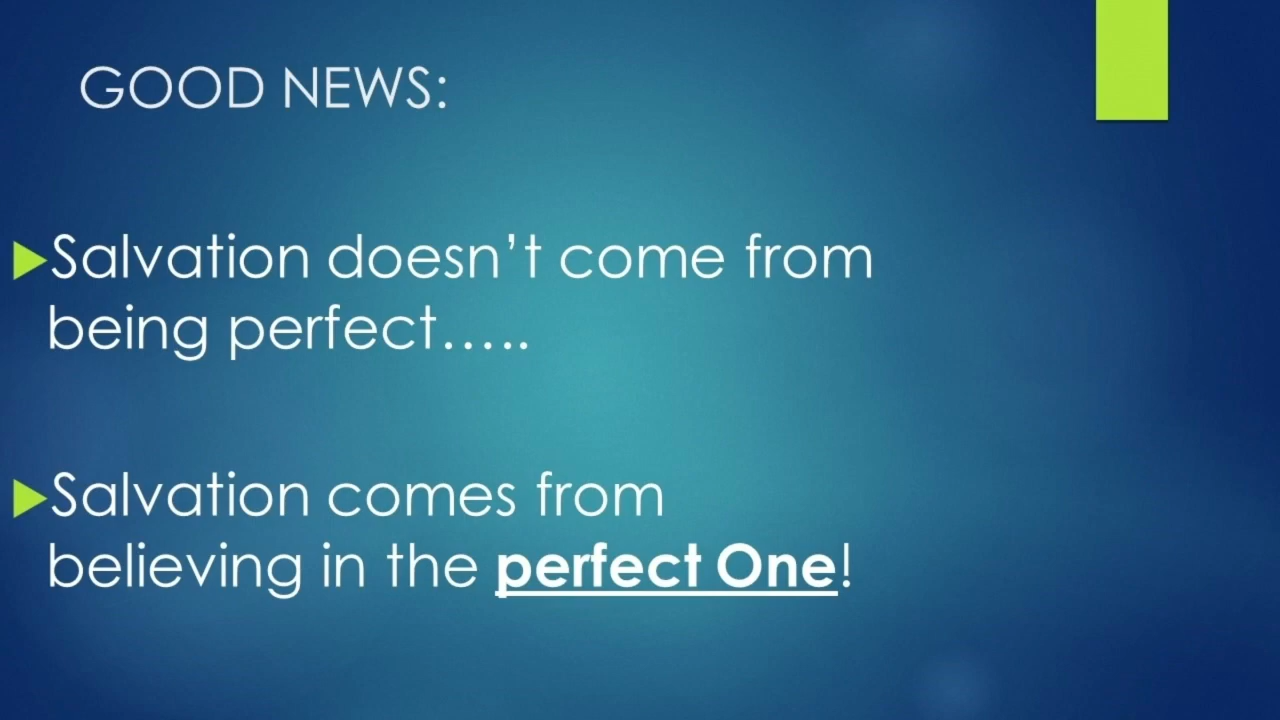 GOOD NEWS:
Salvation doesn’t come from
being perfect…..
Salvation comes from
believing in the perfect One!